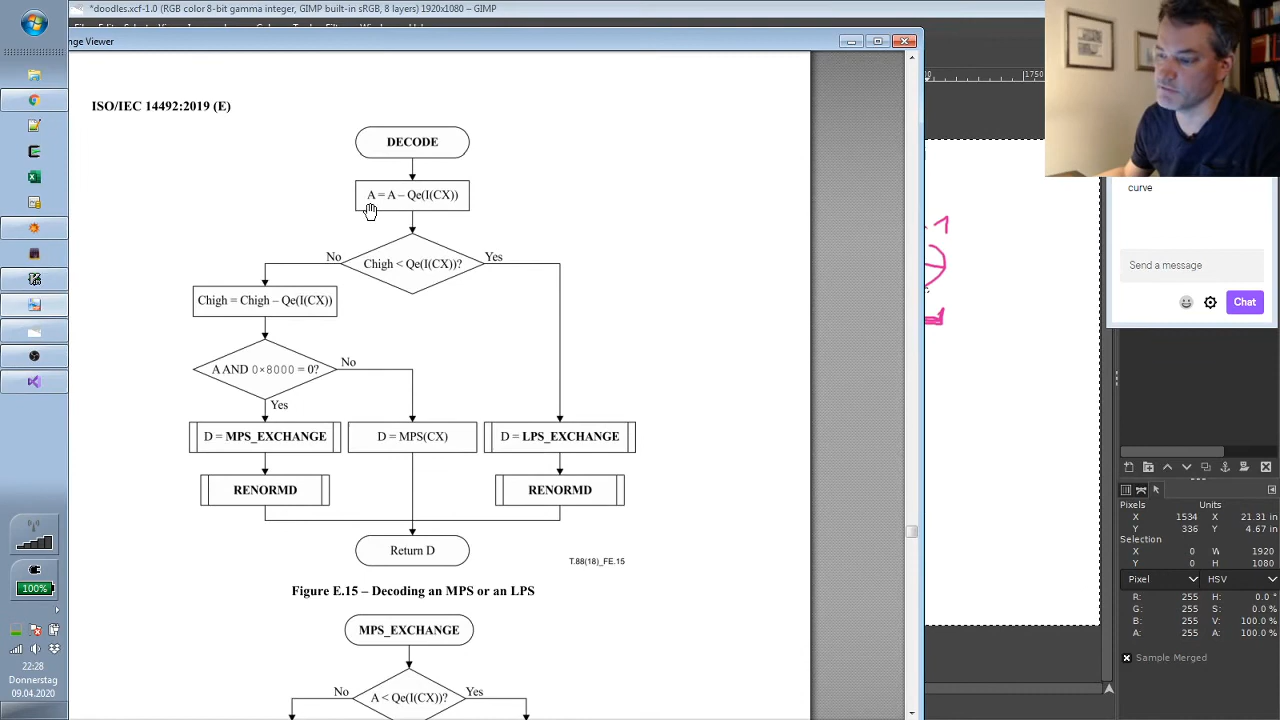 *doodles.xcf-1.0 (RGB color 8-bit gamma integer, GIMP built-in sRGB, 8 layers) 1920x1080 – GIMP
nge Viewer
1750
ISO/IEC 14492:2019 (E)
DECODE
A = A – Qe(I(CX))
Chigh < Qe(I(CX))?
No
Yes
Chigh = Chigh – Qe(I(CX))
A AND 0×8000 = 0?
No
Yes
D = MPS_EXCHANGE
D = MPS(CX)
D = LPS_EXCHANGE
RENORMD
RENORMD
Return D
T.88(18)_FE.15
Figure E.15 – Decoding an MPS or an LPS
MPS_EXCHANGE
A < Qe(I(CX))?
No
Yes
curve
Send a message
Chat
Pixels Units
X 1534 X 21.31 in
Y 336 Y 4.67 in
Selection
X 0 W 1920
Y 0 H 1080
Pixel HSV
R: 255 H: 0.0 °
G: 255 S: 0.0 %
B: 255 V: 100.0 %
A: 255 A: 100.0 %
Sample Merged
100%
22:28
Donnerstag
09.04.2020